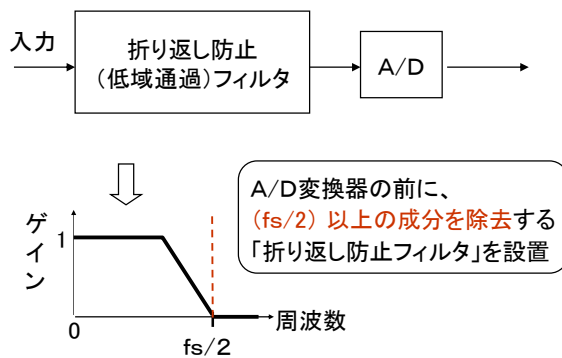 入力
折り返し防止
(低域通過)フィルタ
A/D
A/D変換器の前に、
(fs/2) 以上の成分を除去する
「折り返し防止フィルタ」を設置
ゲイン
1
0
fs/2
周波数